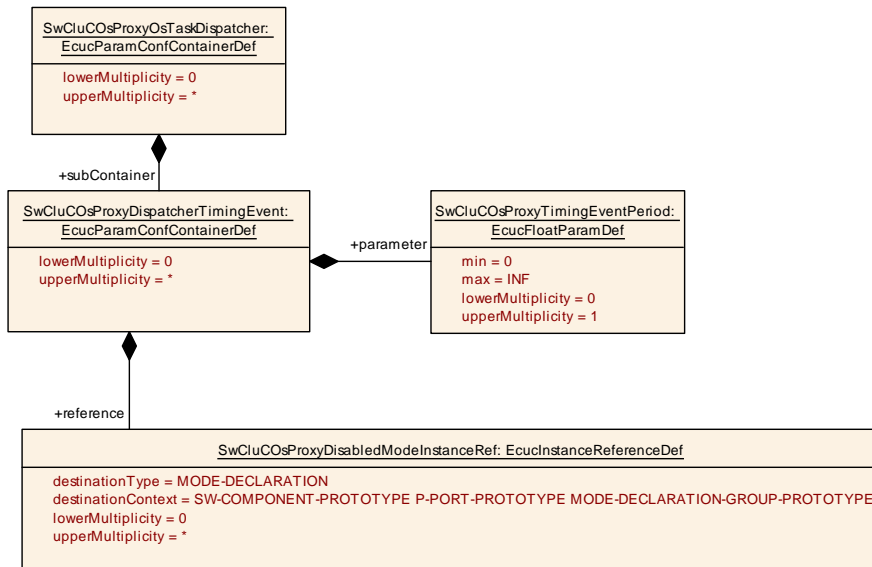 SwCluCOsProxyOsTaskDispatcher:
EcucParamConfContainerDef
lowerMultiplicity = 0
upperMultiplicity = *
+subContainer
SwCluCOsProxyDispatcherTimingEvent:
EcucParamConfContainerDef
lowerMultiplicity = 0
upperMultiplicity = *
+parameter
SwCluCOsProxyTimingEventPeriod:
EcucFloatParamDef
min = 0
max = INF
lowerMultiplicity = 0
upperMultiplicity = 1
+reference
SwCluCOsProxyDisabledModeInstanceRef: EcucInstanceReferenceDef
destinationType = MODE-DECLARATION
destinationContext = SW-COMPONENT-PROTOTYPE P-PORT-PROTOTYPE MODE-DECLARATION-GROUP-PROTOTYPE
lowerMultiplicity = 0
upperMultiplicity = *